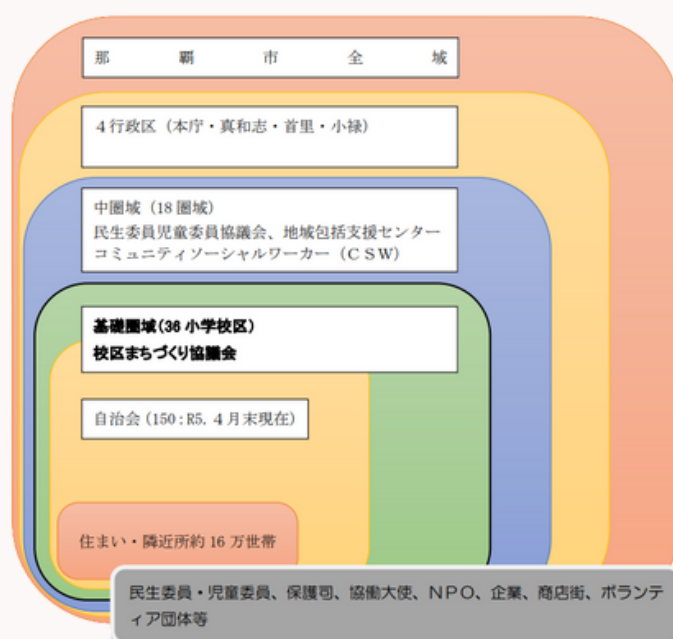 那覇市全域
4行政区（本庁・真和志・首里・小禄）
中圏域（18圏域）
民生委員児童委員協議会、地域包括支援センター
コミュニティソーシャルワーカー（ＣＳＷ）
基礎圏域(36小学校区)
校区まちづくり協議会
自治会(150:R5.4月末現在)
住まい・隣近所約16万世帯
民生委員・児童委員、保護司、協働大使、ＮＰＯ、企業、商店街、ボランテ
ィア団体等